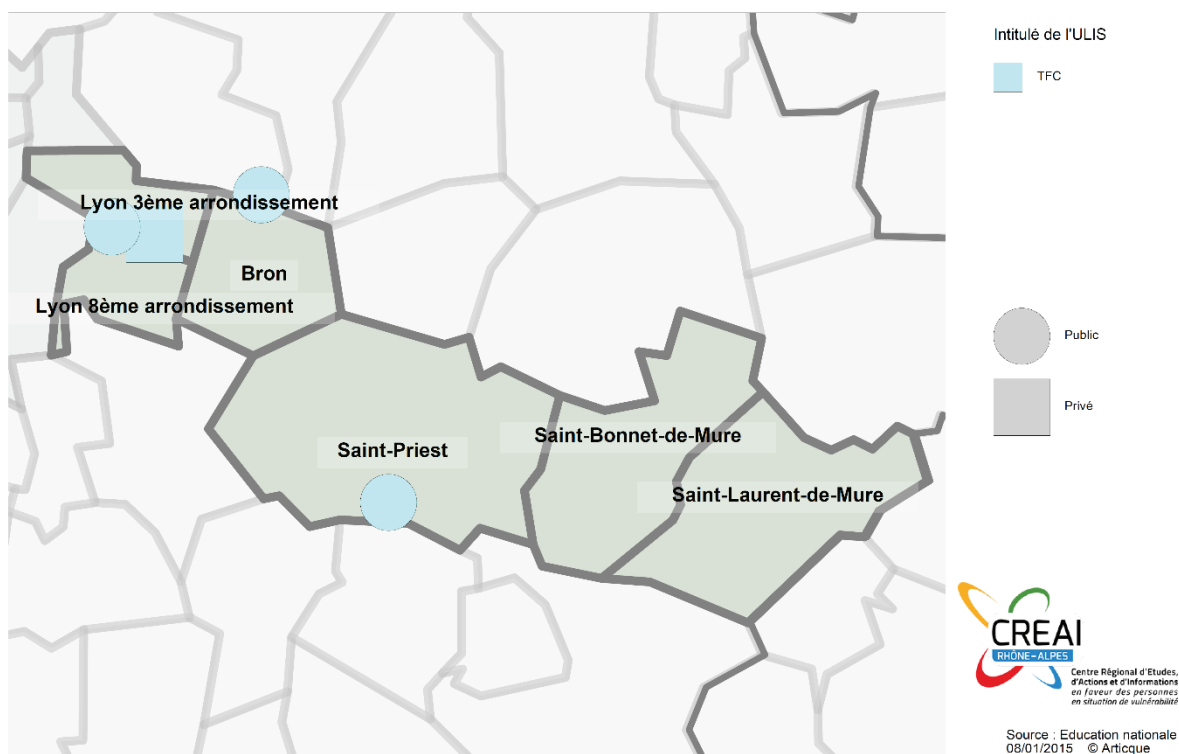 Intitulé de l'ULIS
TFC
Lyon 3ème arrondissement
Bron
Lyon 8ème arrondissement
Public
Privé
Saint-Priest
Saint-Bonnet-de-Mure
Saint-Laurent-de-Mure
CREAI
RHÔNE-ALPES
Centre Régional d'Etudes,
d'Actions et d'Informations
en faveur des personnes
en situation de vulnérabilité
Source : Education nationale
08/01/2015 © Articque